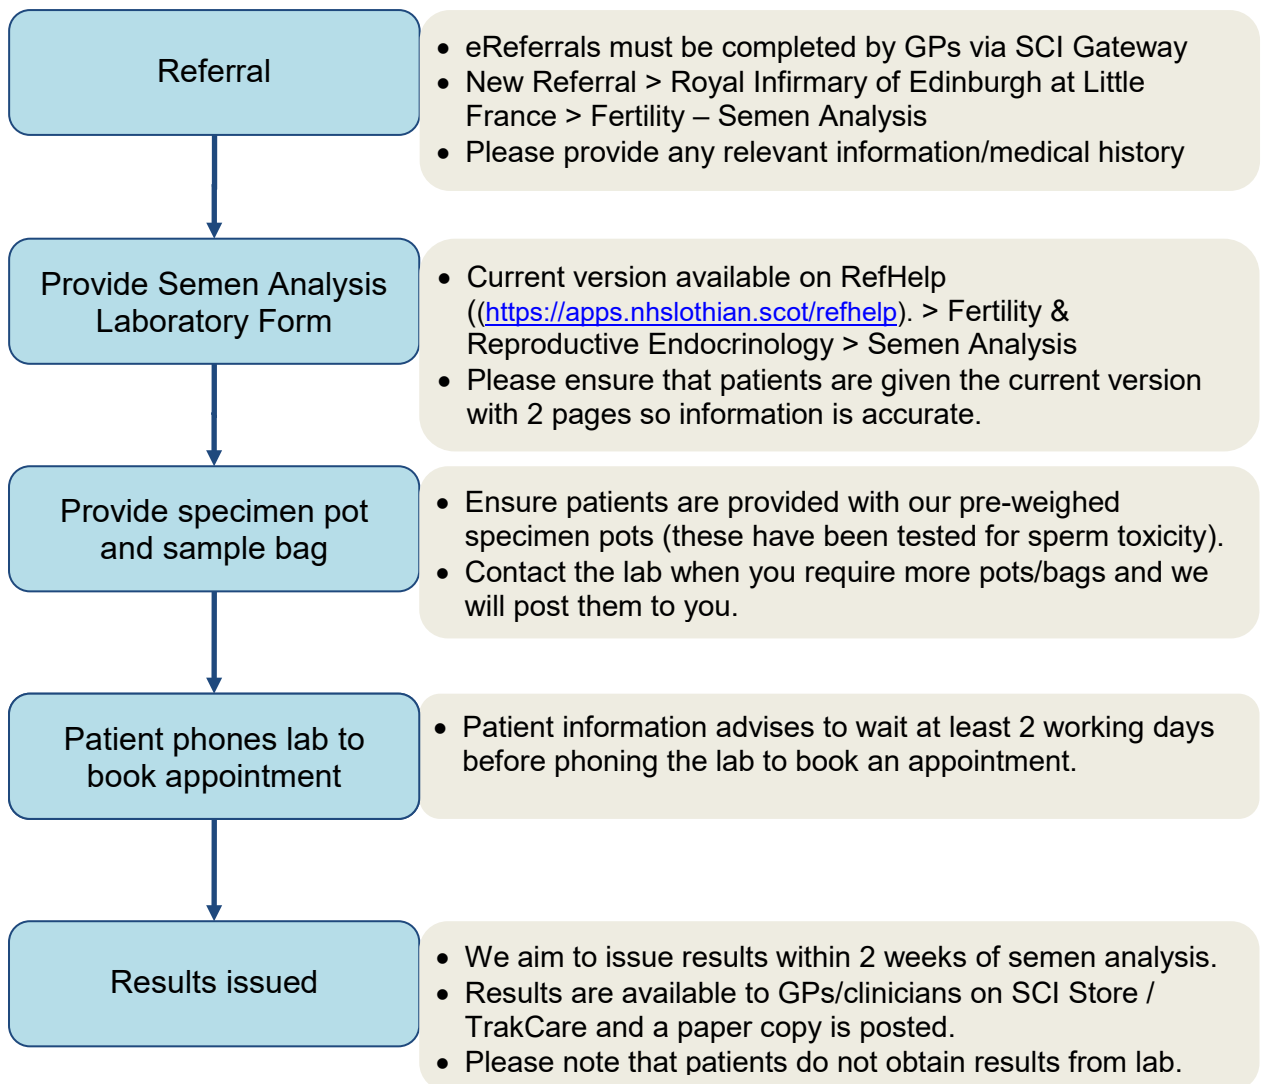 Referral
• eReferrals must be completed by GPs via SCI Gateway
• New Referral > Royal Infirmary of Edinburgh at Little
France > Fertility – Semen Analysis
• Please provide any relevant information/medical history
Provide Semen Analysis
Laboratory Form
• Current version available on RefHelp
((https://apps.nhslothian.scot/refhelp). > Fertility &
Reproductive Endocrinology > Semen Analysis
• Please ensure that patients are given the current version
with 2 pages so information is accurate.
Provide specimen pot
and sample bag
• Ensure patients are provided with our pre-weighed
specimen pots (these have been tested for sperm toxicity).
• Contact the lab when you require more pots/bags and we
will post them to you.
Patient phones lab to
book appointment
• Patient information advises to wait at least 2 working days
before phoning the lab to book an appointment.
Results issued
• We aim to issue results within 2 weeks of semen analysis.
• Results are available to GPs/clinicians on SCI Store /
TrakCare and a paper copy is posted.
• Please note that patients do not obtain results from lab.